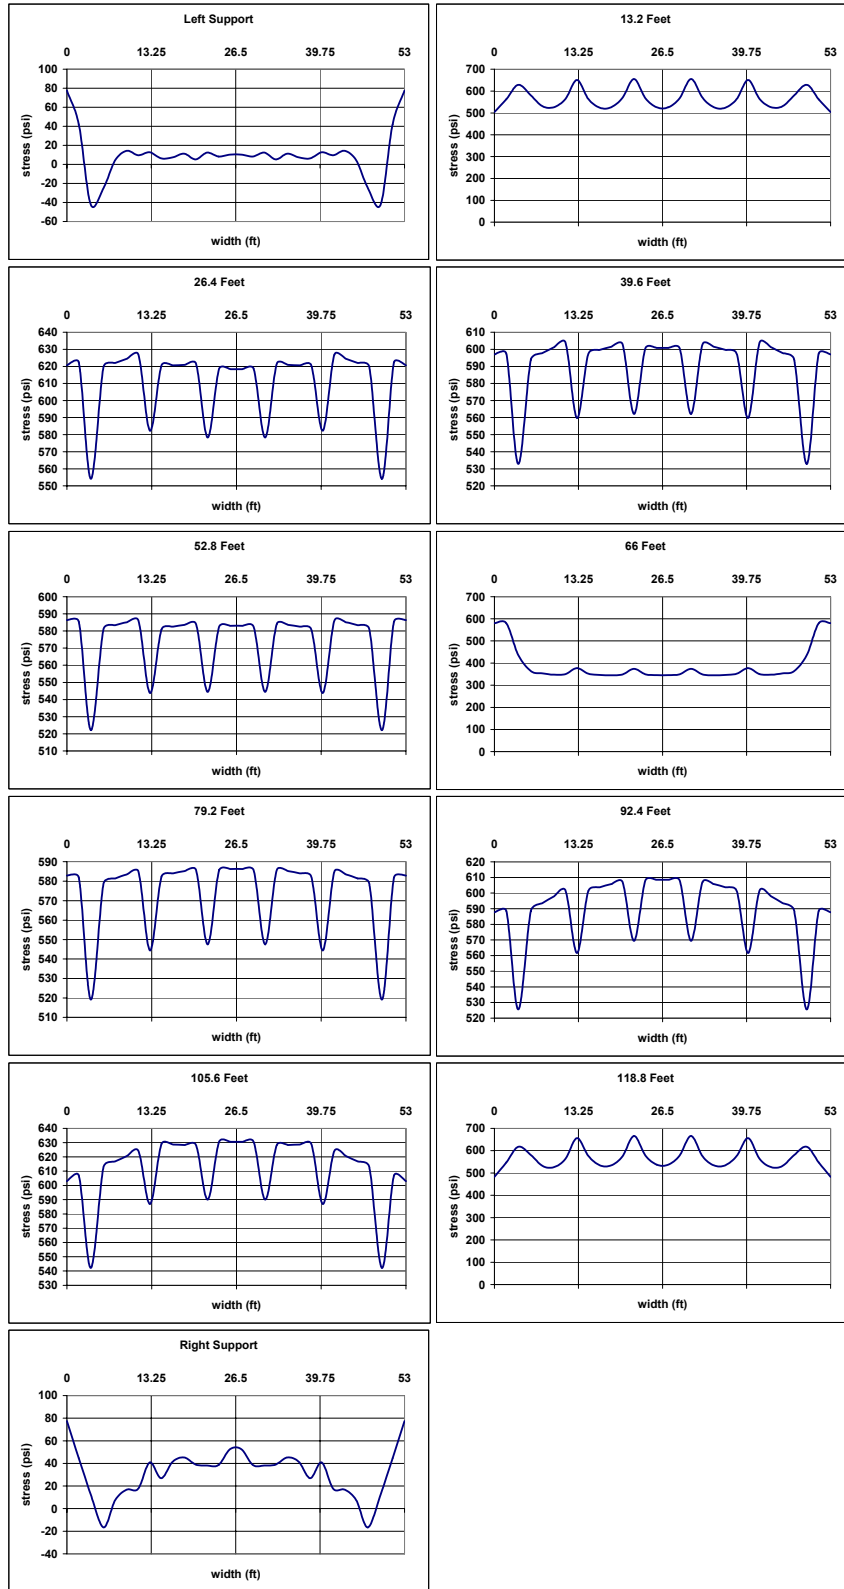 Left Support
0 13.25 26.5 39.75 53
100
80
60
40
20
0
-20
-40
-60
stress (psi)
width (ft)
13.2 Feet
0 13.25 26.5 39.75 53
700
600
500
400
300
200
100
0
stress (psi)
width (ft)
26.4 Feet
0 13.25 26.5 39.75 53
640
630
620
610
600
590
580
570
560
550
stress (psi)
width (ft)
39.6 Feet
0 13.25 26.5 39.75 53
610
600
590
580
570
560
550
540
530
520
stress (psi)
width (ft)
52.8 Feet
0 13.25 26.5 39.75 53
600
590
580
570
560
550
540
530
520
510
stress (psi)
width (ft)
66 Feet
0 13.25 26.5 39.75 53
700
600
500
400
300
200
100
0
stress (psi)
width (ft)
79.2 Feet
0 13.25 26.5 39.75 53
590
580
570
560
550
540
530
520
510
stress (psi)
width (ft)
92.4 Feet
0 13.25 26.5 39.75 53
620
610
600
590
580
570
560
550
540
530
520
stress (psi)
width (ft)
105.6 Feet
0 13.25 26.5 39.75 53
640
630
620
610
600
590
580
570
560
550
540
530
stress (psi)
width (ft)
118.8 Feet
0 13.25 26.5 39.75 53
700
600
500
400
300
200
100
0
stress (psi)
width (ft)
Right Support
0 13.25 26.5 39.75 53
100
80
60
40
20
0
-20
-40
stress (psi)
width (ft)